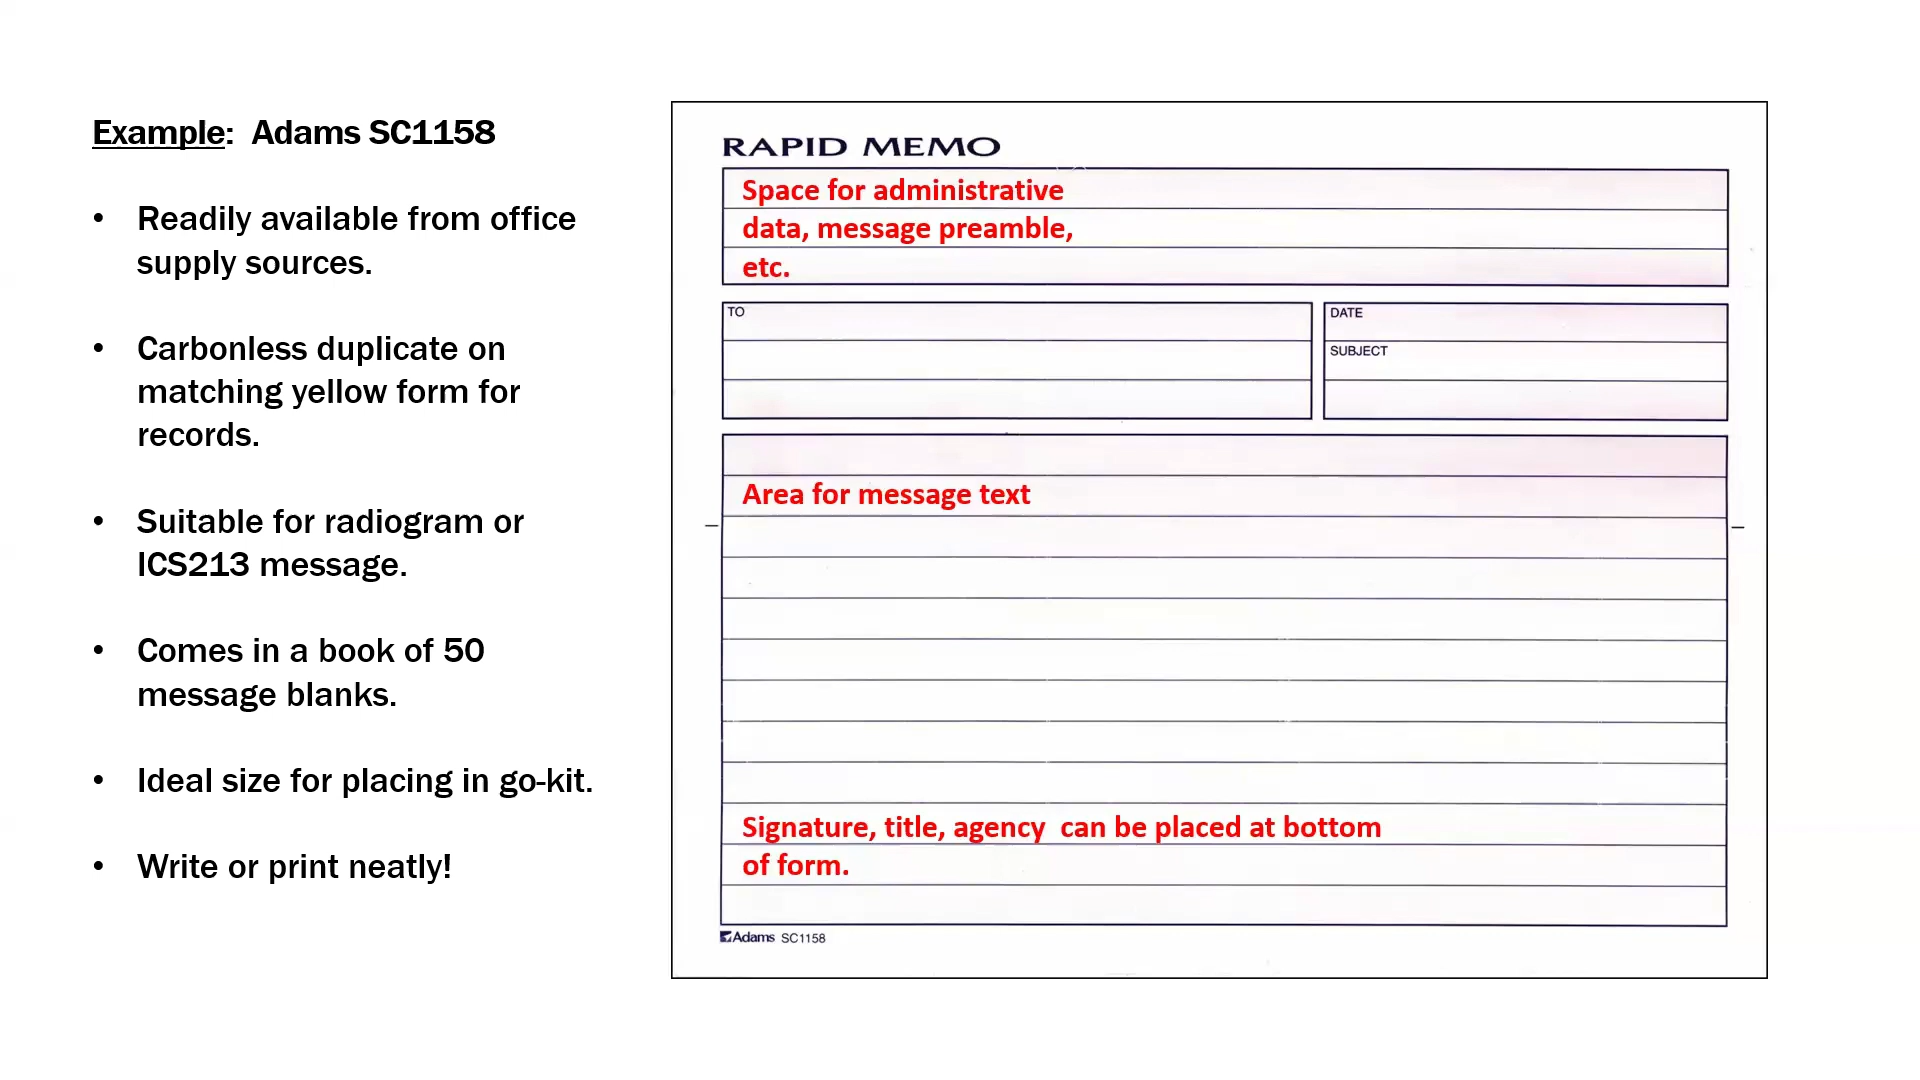 Example:  Adams SC1158
• Readily available from office
supply sources.
• Carbonless duplicate on
matching yellow form for
records.
• Suitable for radiogram or
ICS213 message.
• Comes in a book of 50
message blanks.
• Ideal size for placing in go-kit.
• Write or print neatly!
RAPID MEMO
Space for administrative
data, message preamble,
etc.
TO
DATE
SUBJECT
Area for message text
Signature, title, agency  can be placed at bottom
of form.
Adams SC1158